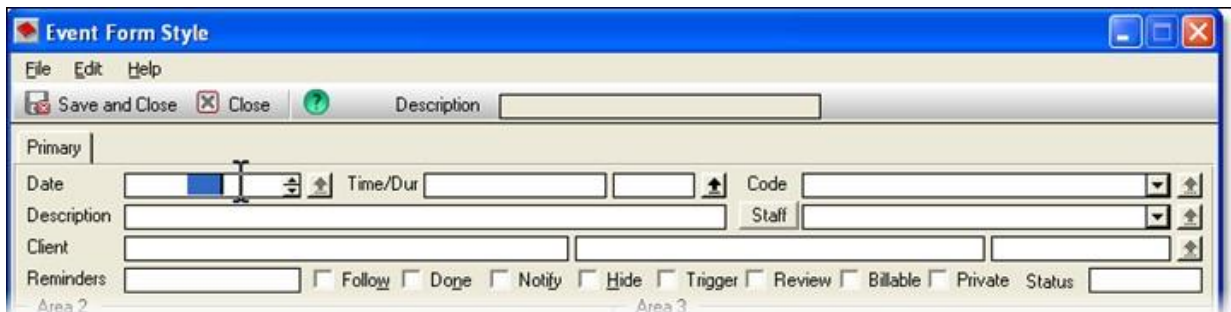 Event Form Style
File Edit Help
Save and Close Close ? Description
Primary
Date Time/Dur Code
Description Staff
Client
Reminders Follow Done Notify Hide Trigger Review Billable Private Status
Area 2 Area 3